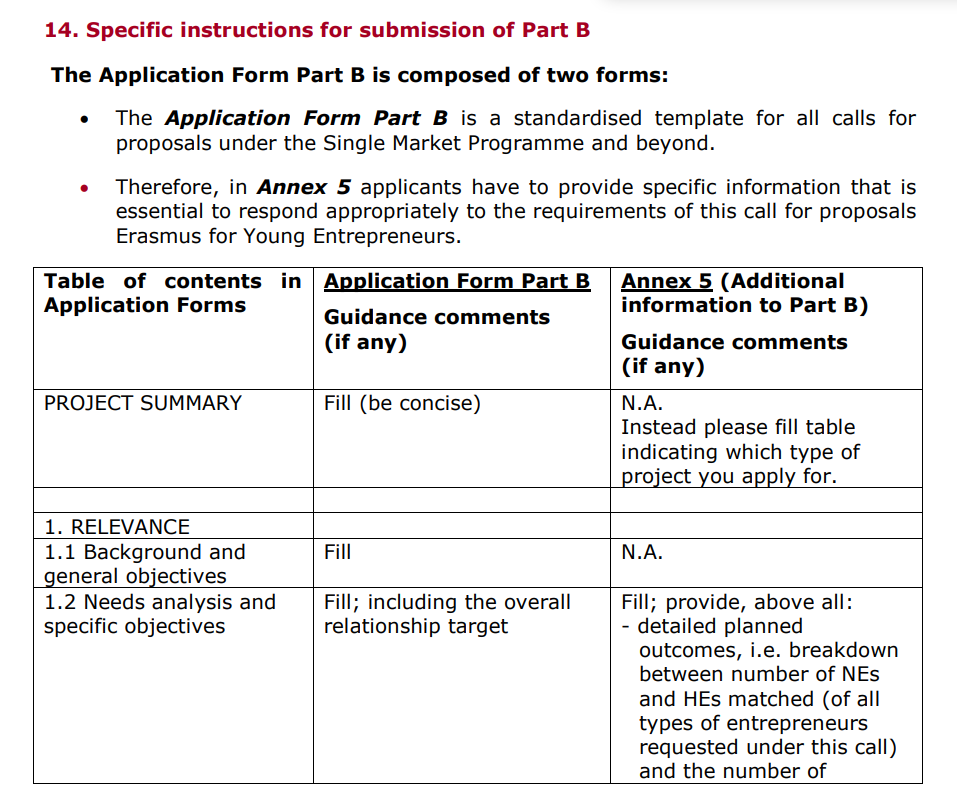 14. Specific instructions for submission of Part B
The Application Form Part B is composed of two forms:
• The Application Form Part B is a standardised template for all calls for
proposals under the Single Market Programme and beyond.
• Therefore, in Annex 5 applicants have to provide specific information that is
essential to respond appropriately to the requirements of this call for proposals
Erasmus for Young Entrepreneurs.
Table of contents in
Application Forms
Application Form Part B
Guidance comments
(if any)
Annex 5 (Additional
information to Part B)
Guidance comments
(if any)
PROJECT SUMMARY
Fill (be concise)
N.A.
Instead please fill table
indicating which type of
project you apply for.
1. RELEVANCE
1.1 Background and
general objectives
Fill
N.A.
1.2 Needs analysis and
specific objectives
Fill; including the overall
relationship target
Fill; provide, above all:
- detailed planned
outcomes, i.e. breakdown
between number of NEs
and HEs matched (of all
types of entrepreneurs
requested under this call)
and the number of